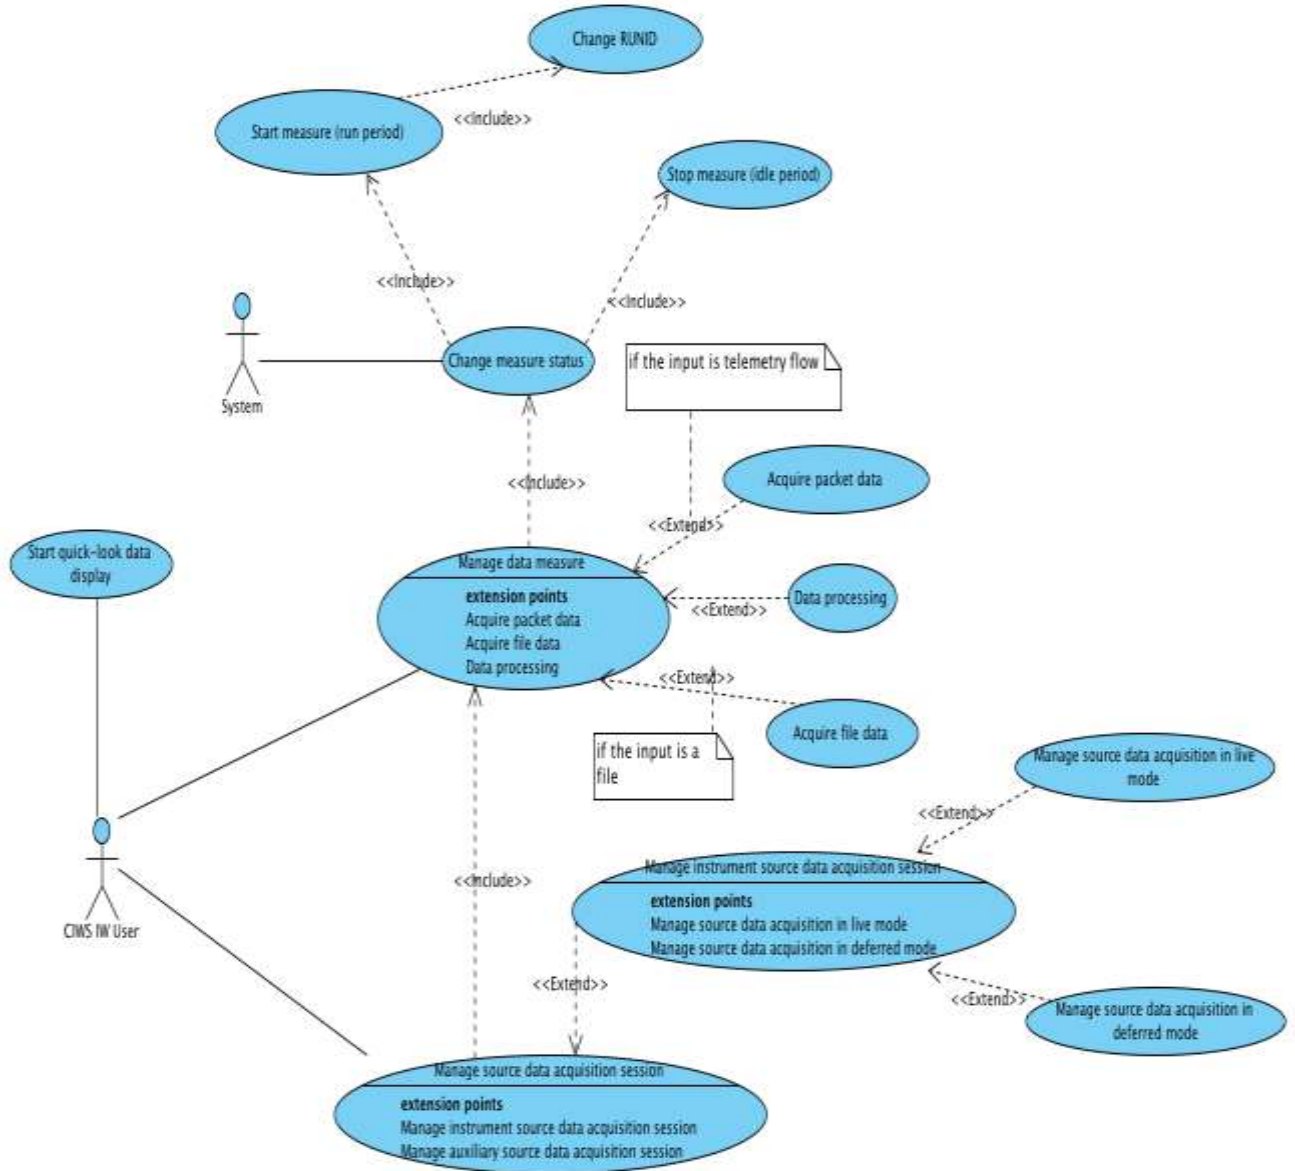 Change RUNID
<<Include>>
Start measure (run period)
Stop measure (idle period)
<<Include>>
<<Include>>
System
Change measure status
if the input is telemetry flow
<<Include>>
Acquire packet data
<<Extend>>
Start quick-look data
display
Manage data measure
extension points
Acquire packet data
Acquire file data
Data processing
<<Extend>>
Data processing
<<Extend>>
Acquire file data
if the input is a
file
Manage source data acquisition in live
mode
<<Extend>>
CIWS IW User
<<Include>>
Manage instrument source data acquisition session
extension points
Manage source data acquisition in live mode
Manage source data acquisition in deferred mode
<<Extend>>
<<Extend>>
Manage source data acquisition in
deferred mode
Manage source data acquisition session
extension points
Manage instrument source data acquisition session
Manage auxiliary source data acquisition session